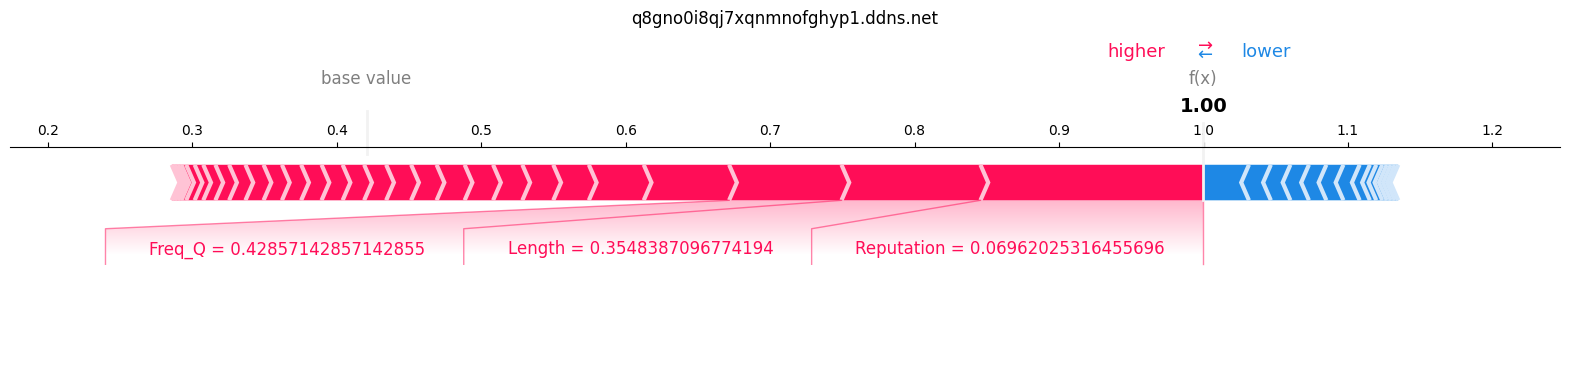 q8gno0i8qj7xqnmnofghyp1.ddns.net
higher → ← lower
base value f(x)
1.00
0.2 0.3 0.4 0.5 0.6 0.7 0.8 0.9 1.0 1.1 1.2
Freq_Q = 0.42857142857142855 Length = 0.3548387096774194 Reputation = 0.06962025316455696